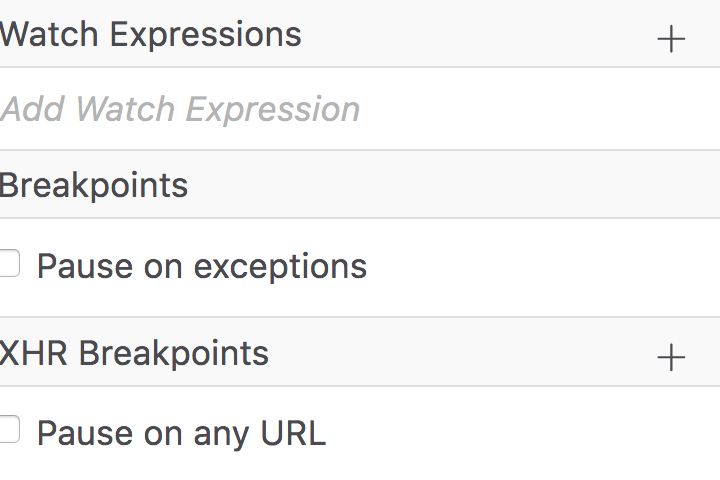 Watch Expressions
Add Watch Expression
Breakpoints
Pause on exceptions
XHR Breakpoints
Pause on any URL